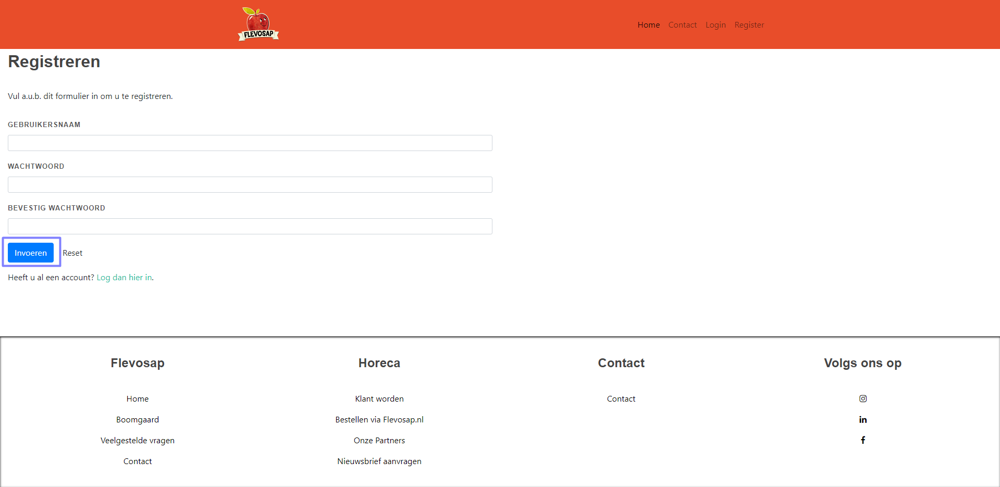 FLEVOSAP
Home Contact Login Register
Registreren
Vul a.u.b. dit formulier in om u te registreren.
GEBRUIKERSNAAM
WACHTWOORD
BEVESTIG WACHTWOORD
Invoeren Reset
Heeft u al een account? Log dan hier in.
Flevosap
Home
Boomgaard
Veelgestelde vragen
Contact
Horeca
Klant worden
Bestellen via Flevosap.nl
Onze Partners
Nieuwsbrief aanvragen
Contact
Contact
Volgs ons op